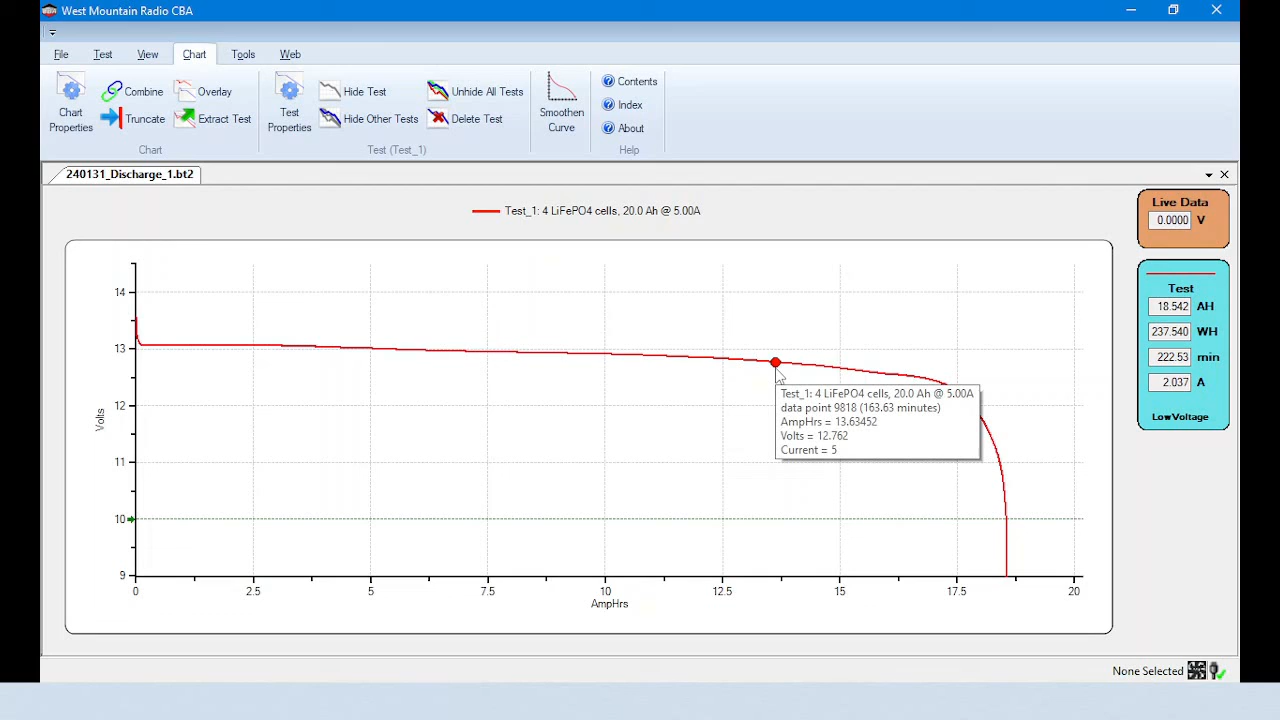 West Mountain Radio CBA
File Test View Chart Tools Web
Chart Properties
Combine
Truncate
Overlay
Extract Test
Chart
Test Properties
Hide Test
Hide Other Tests
Unhide All Tests
Delete Test
Test (Test_1)
Smoothen Curve
Contents
Index
About
Help
240131_Discharge_1.bt2
Test_1: 4 LiFePO4 cells, 20.0 Ah @ 5.00A
Live Data
0.0000 V
Test
18.542 AH
237.540 WH
222.53 min
2.037 A
LowVoltage
Volts
14
13
12
11
10
9
Test_1: 4 LiFePO4 cells, 20.0 Ah @ 5.00A
data point 9818 (163.63 minutes)
AmpHrs = 13.63452
Volts = 12.762
Current = 5
0 2.5 5 7.5 10 12.5 15 17.5 20
AmpHrs
None Selected